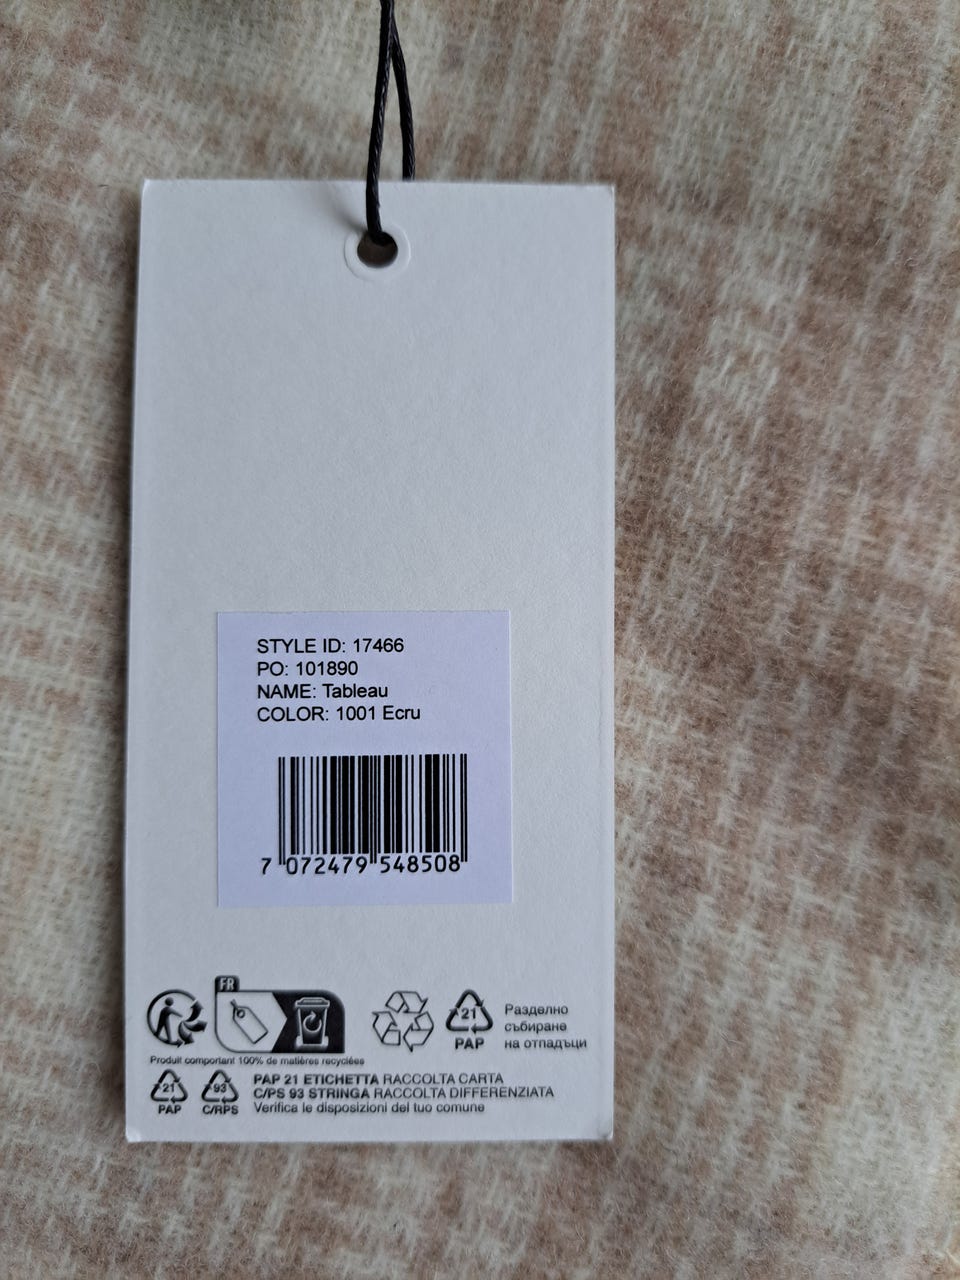 STYLE ID: 17466
PO: 101890
NAME: Tableau
COLOR: 1001 Ecru
7 072479 548508
FR
21
PAP
Разделно
събиране
на отпадъци
Produit comportant 100% de matières recyclées
21
PAP
93
C/RPS
PAP 21 ETICHETTA RACCOLTA CARTA
C/PS 93 STRINGA RACCOLTA DIFFERENZIATA
Verifica le disposizioni del tuo comune